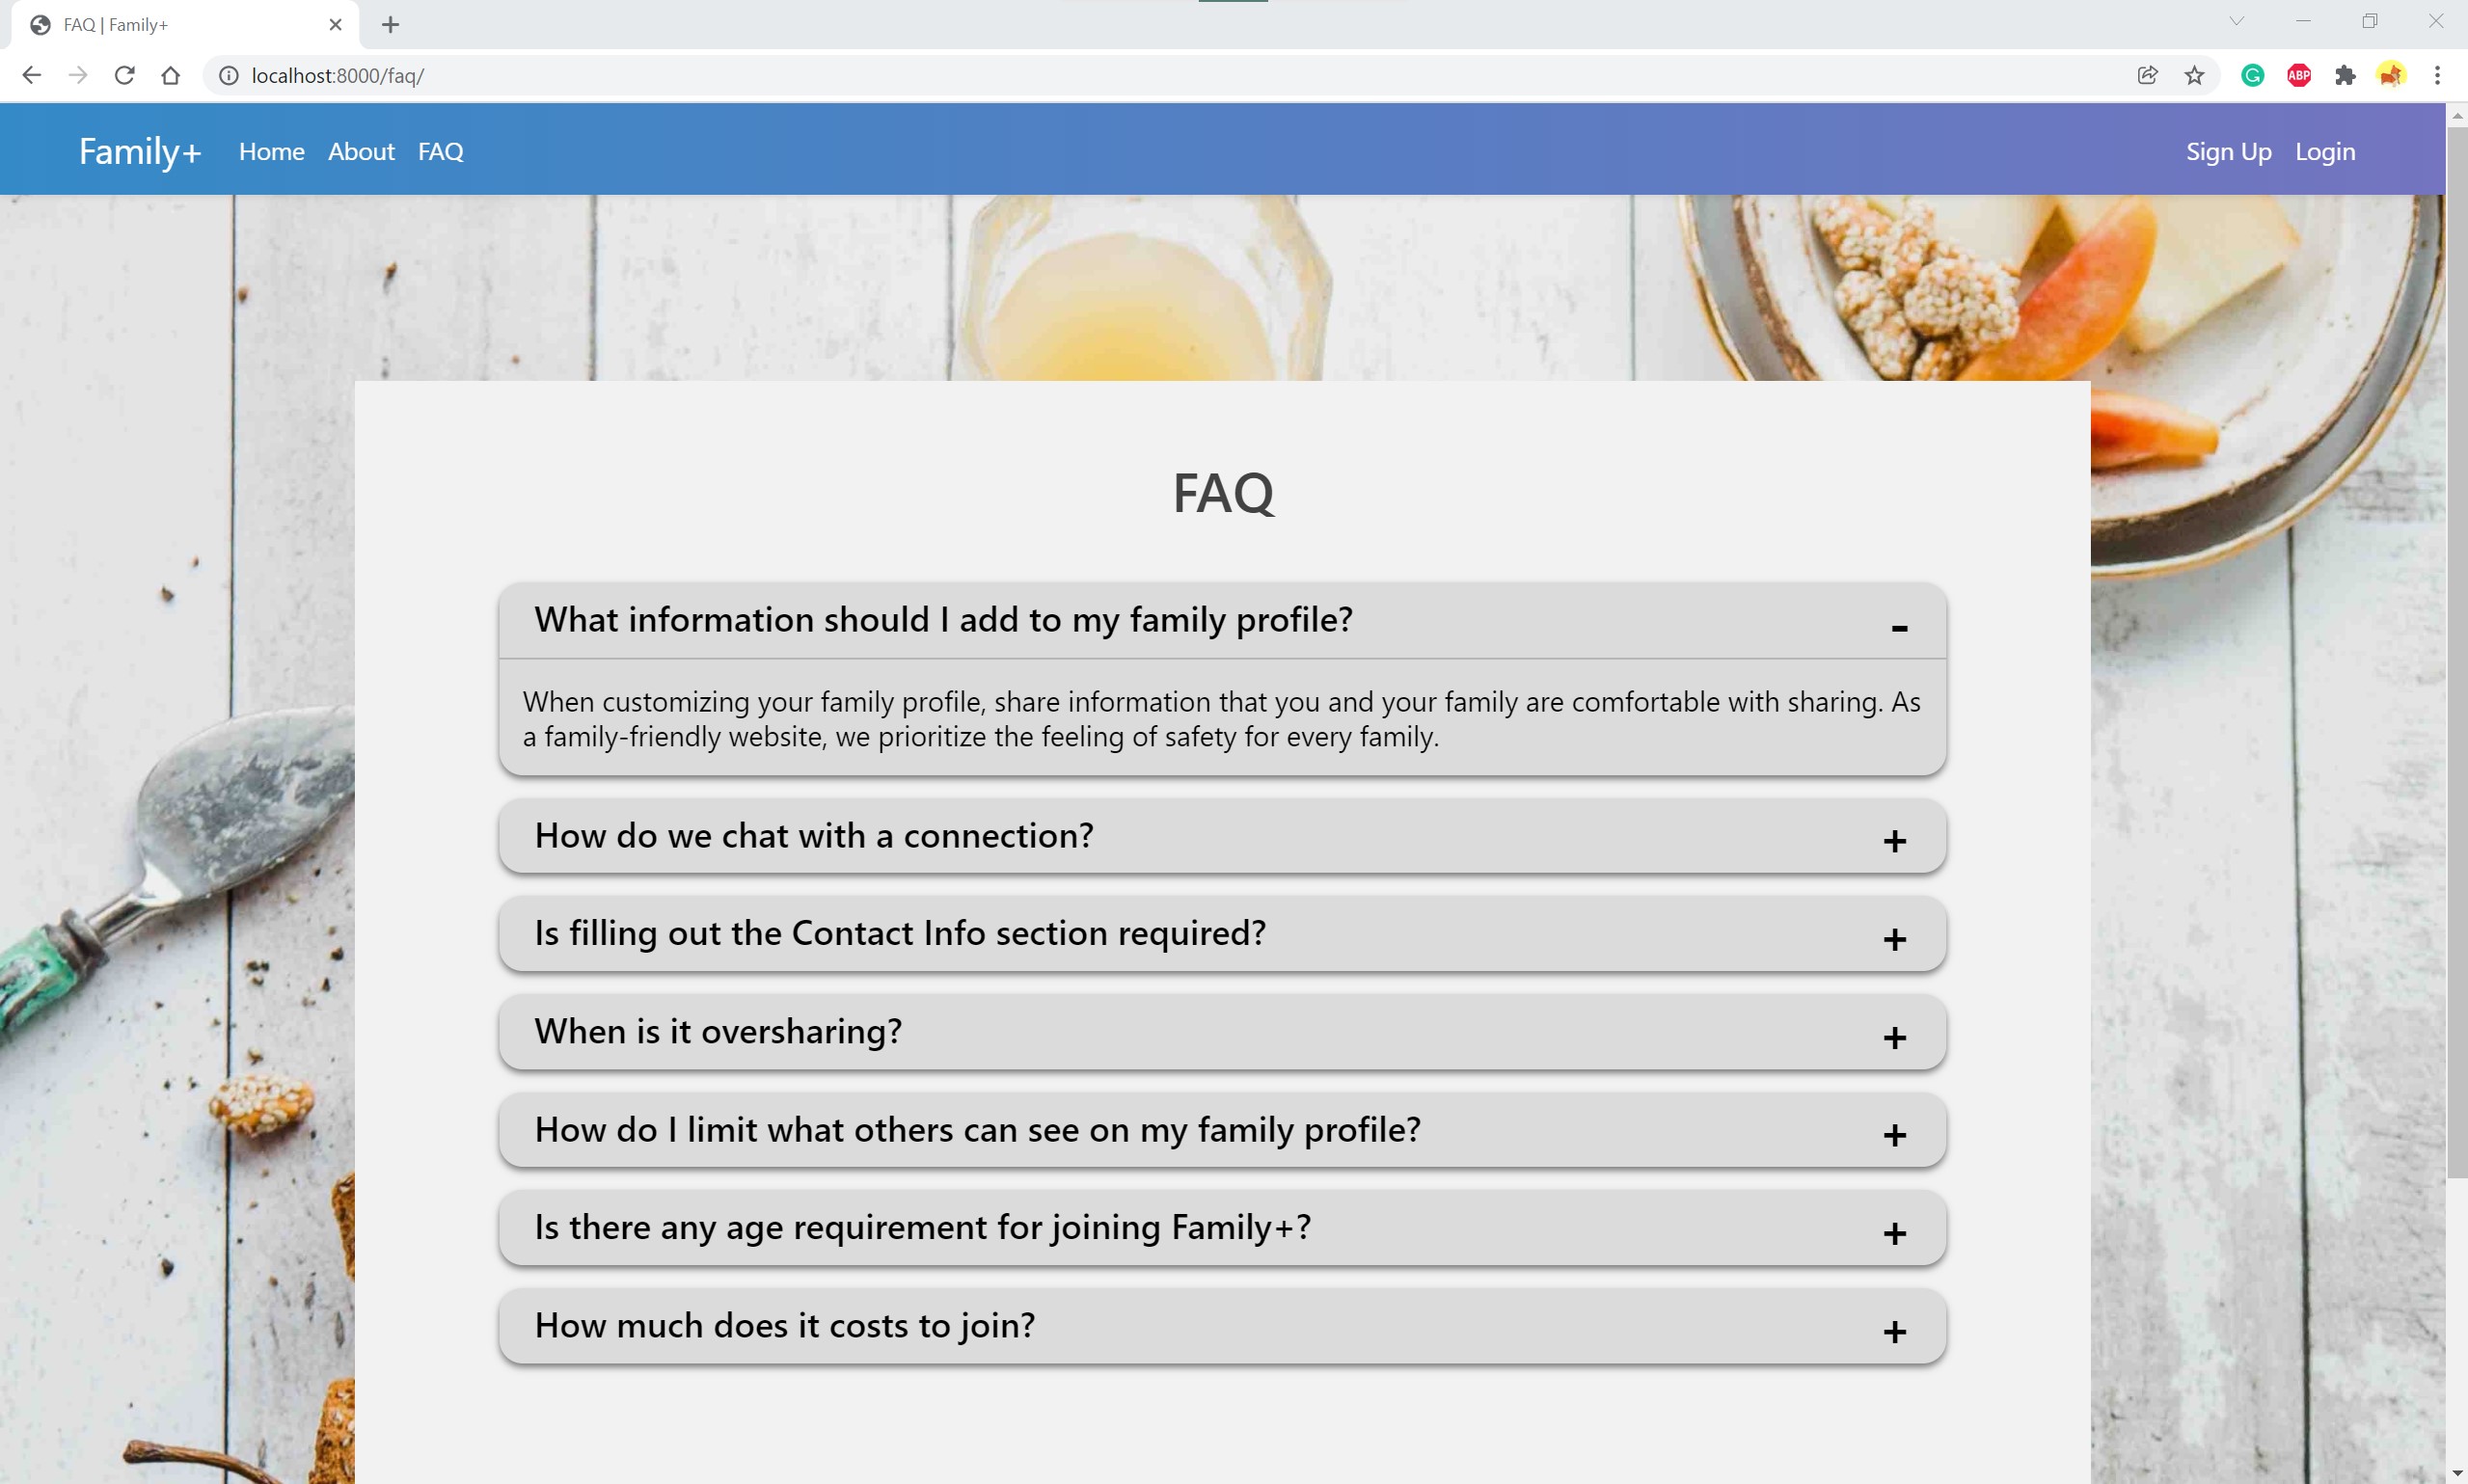 FAQ | Family+
localhost:8000/faq/
ABP
Family+ Home About FAQ Sign Up Login
FAQ
What information should I add to my family profile? -
When customizing your family profile, share information that you and your family are comfortable with sharing. As
a family-friendly website, we prioritize the feeling of safety for every family.
How do we chat with a connection? +
Is filling out the Contact Info section required? +
When is it oversharing? +
How do I limit what others can see on my family profile? +
Is there any age requirement for joining Family+? +
How much does it costs to join? +